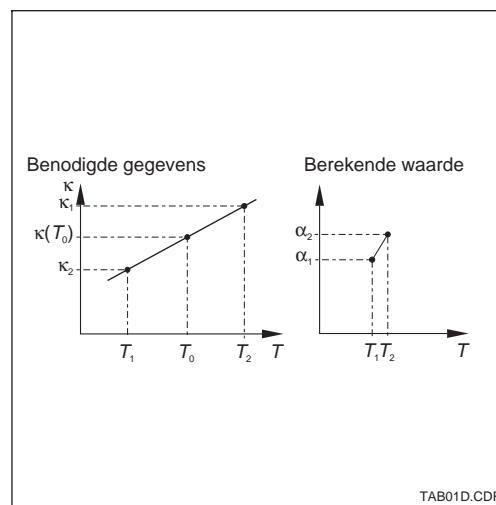 Benodigde gegevens
κ
κ₁
κ(T₀)
κ₂
T₁ T₀ T₂ T
Berekende waarde
α₂
α₁
T₁T₂ T
TAB01D.CDR